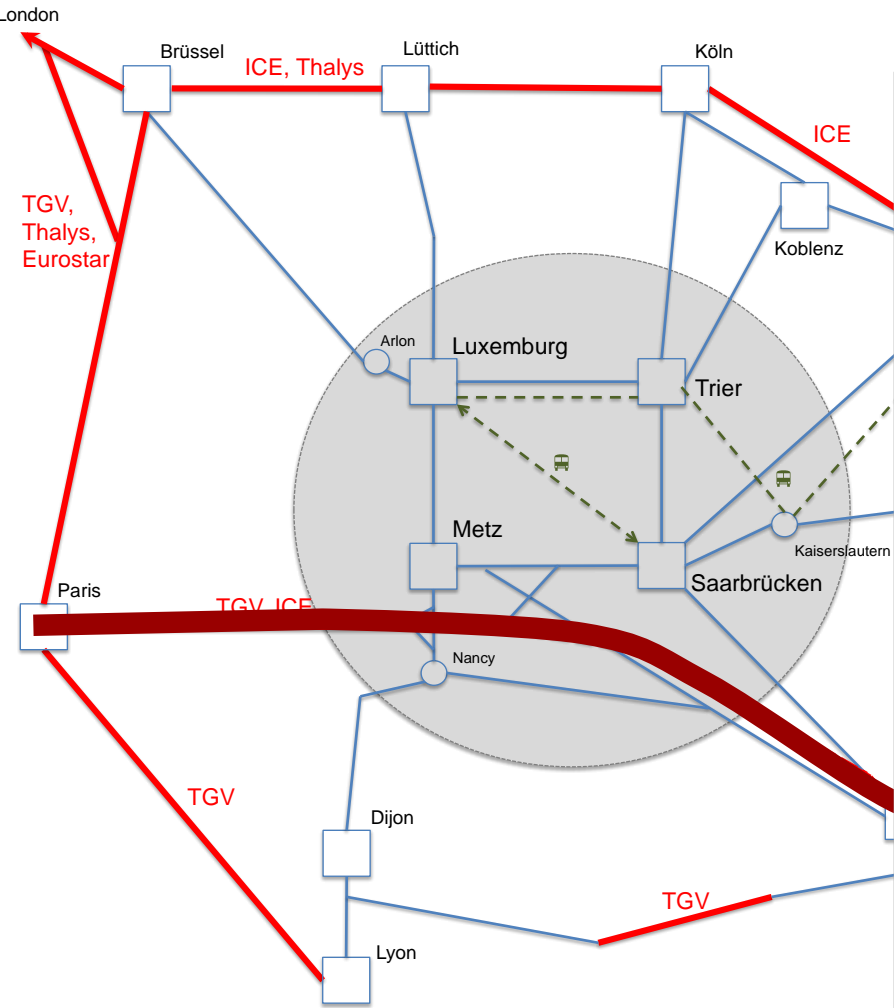 London
Brüssel
Lüttich
Köln
ICE, Thalys
ICE
TGV,
Thalys,
Eurostar
Koblenz
Arlon
Luxemburg
Trier
Metz
Kaiserslautern
Saarbrücken
Paris
TGV, ICE
Nancy
TGV
Dijon
TGV
Lyon